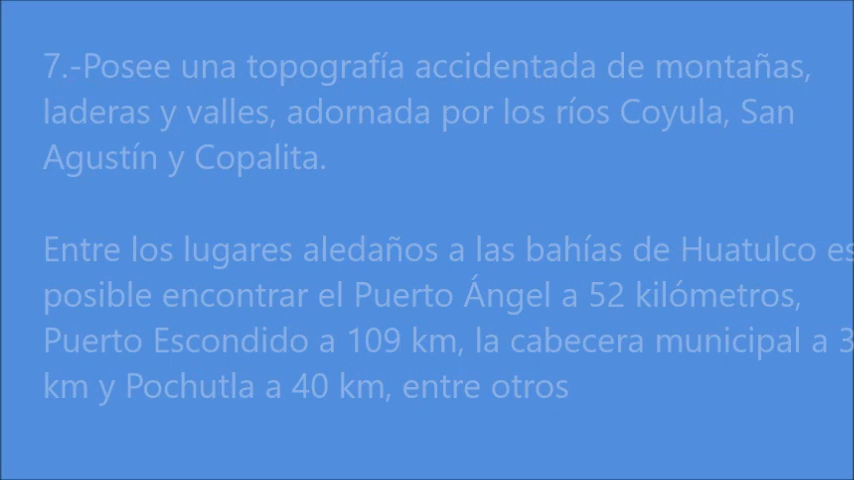 7.-Posee una topografía accidentada de montañas,
laderas y valles, adornada por los ríos Coyula, San
Agustín y Copalita.
Entre los lugares aledaños a las bahías de Huatulco es
posible encontrar el Puerto Ángel a 52 kilómetros,
Puerto Escondido a 109 km, la cabecera municipal a 3
km y Pochutla a 40 km, entre otros